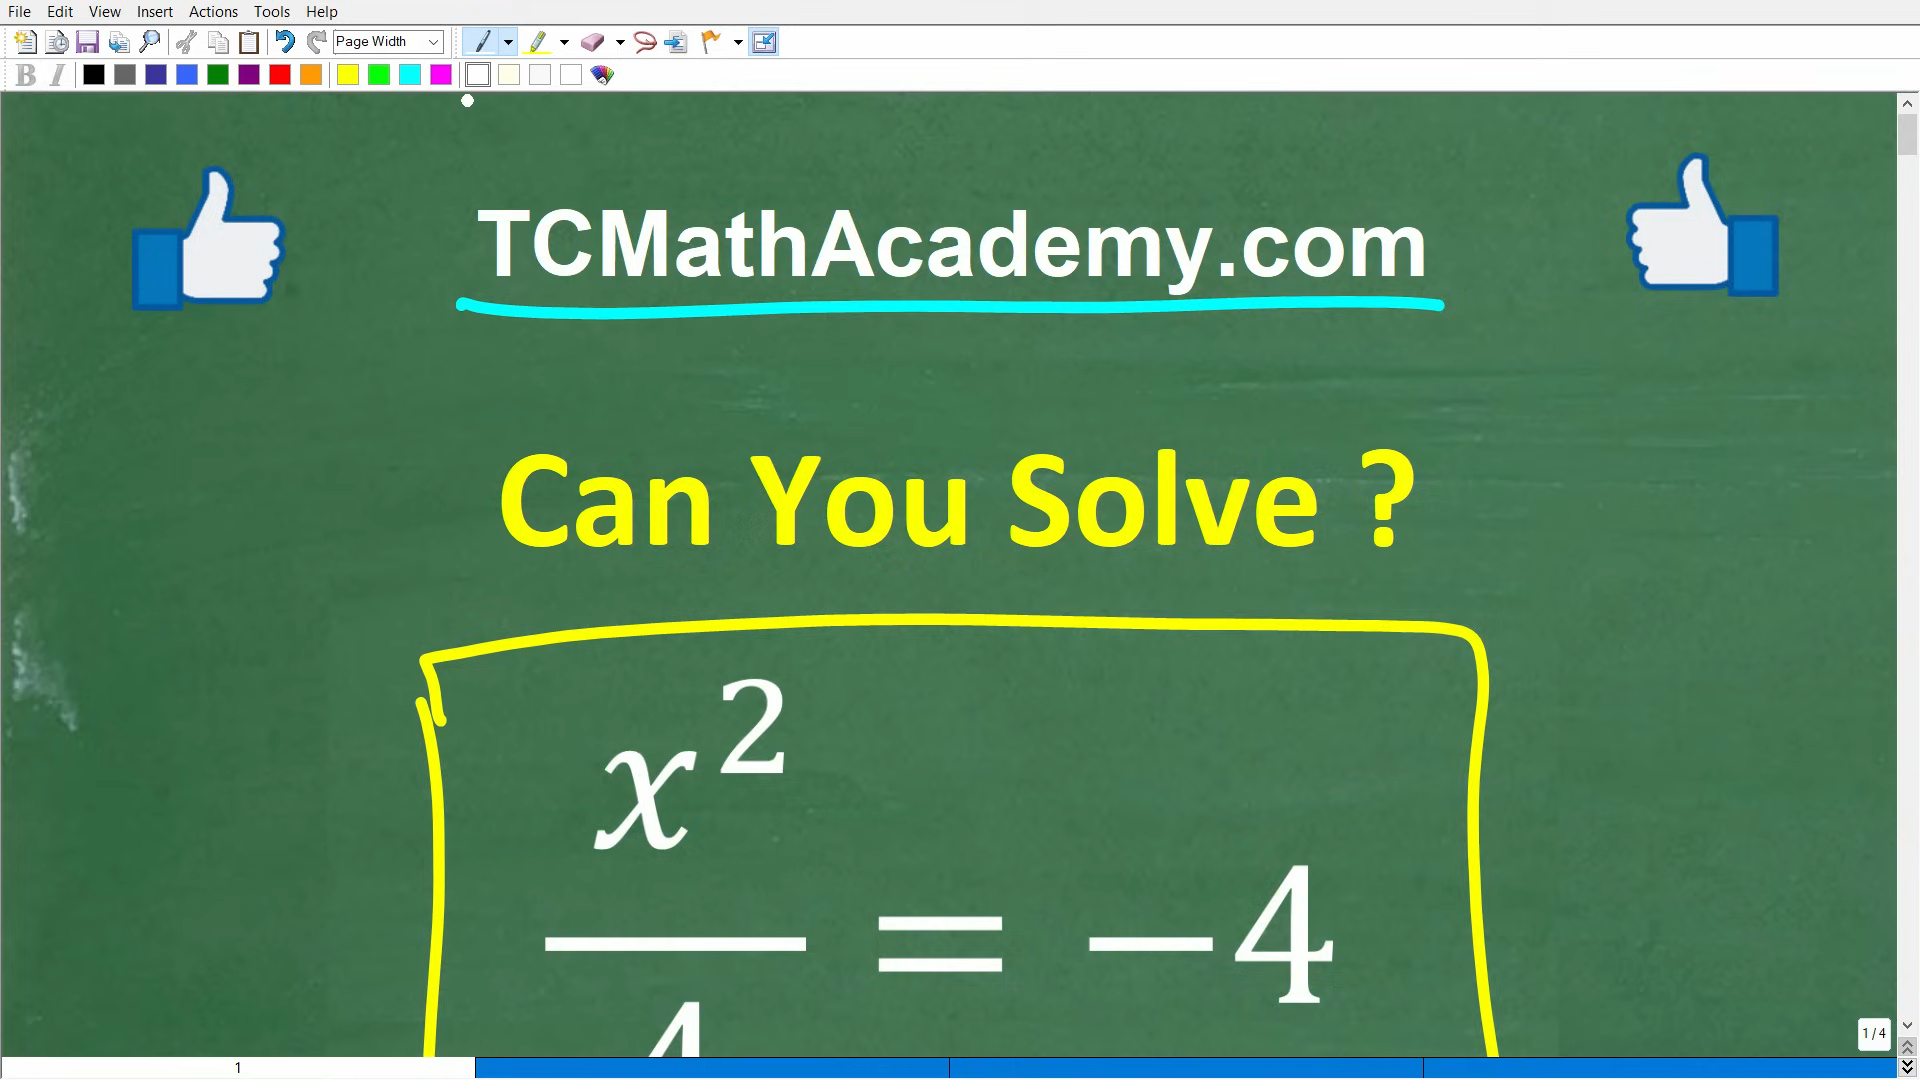 File Edit View Insert Actions Tools Help
Page Width
B I
TCMathAcademy.com
Can You Solve ?
x²
— = −4
4
1 / 4
1